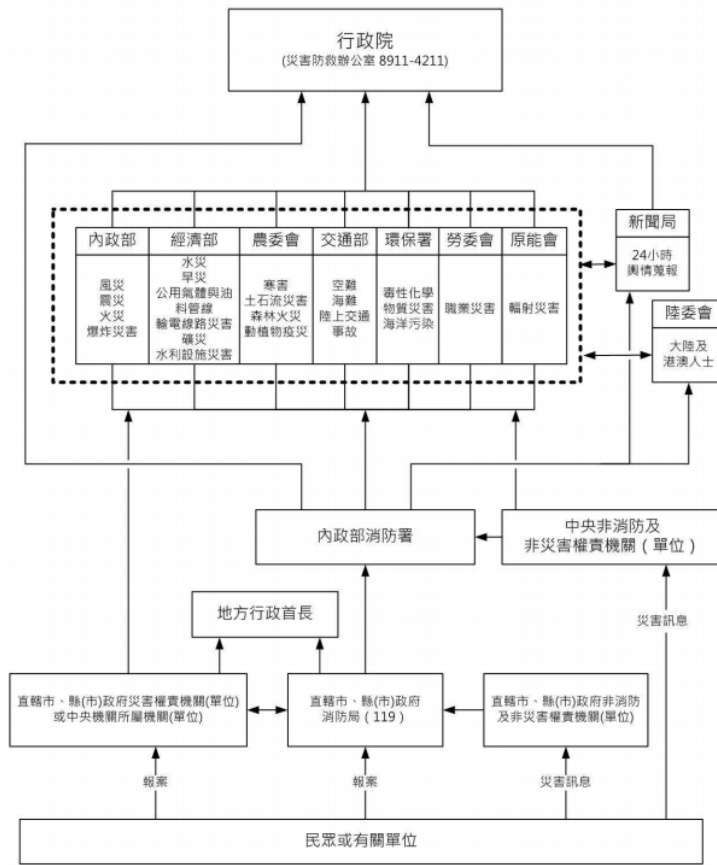 行政院
(災害防救辦公室 8911-4211)
新聞局
24小時
輿情蒐報
陸委會
大陸及
港澳人士
內政部
風災
震災
火災
爆炸災害
經濟部
水災
旱災
公用氣體與油
料管線
輸電線路災害
礦災
水利設施災害
農委會
寒害
土石流災害
森林火災
動植物疫災
交通部
空難
海難
陸上交通
事故
環保署
毒性化學
物質災害
海洋污染
勞委會
職業災害
原能會
輻射災害
內政部消防署
中央非消防及
非災害權責機關（單位）
地方行政首長
災害訊息
直轄市、縣(市)政府災害權責機關(單位)
或中央機關所屬機關(單位)
直轄市、縣(市)政府
消防局（119）
直轄市、縣(市)政府非消防
及非災害權責機關(單位)
報案
報案
災害訊息
民眾或有關單位